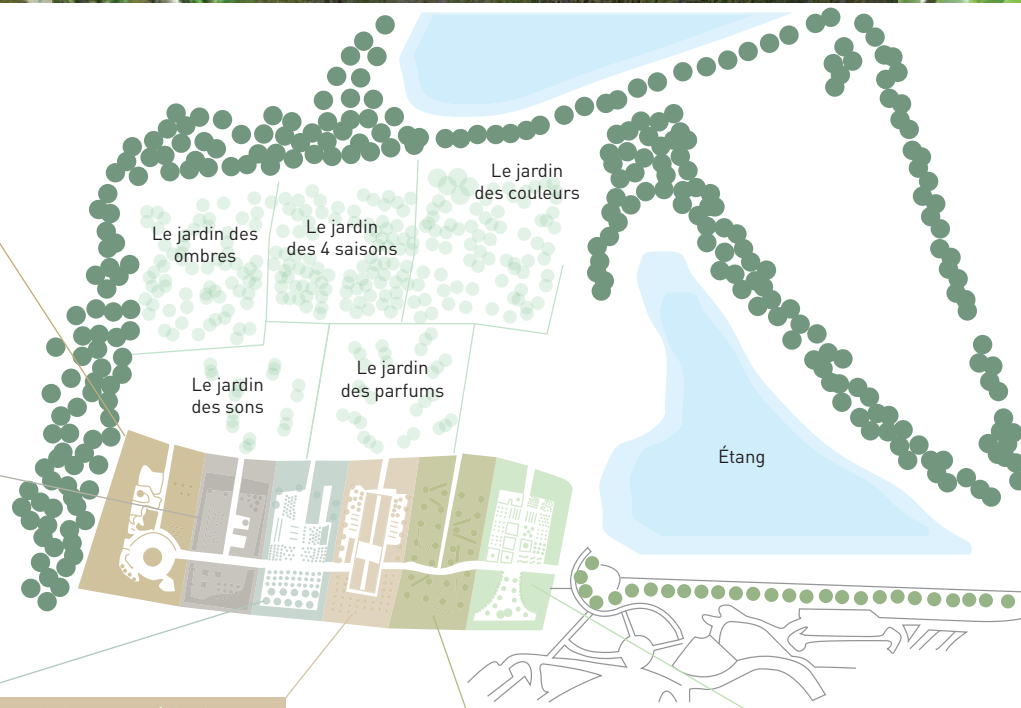 Le jardin
des couleurs
Le jardin des
ombres
Le jardin
des 4 saisons
Le jardin
des sons
Le jardin
des parfums
Étang